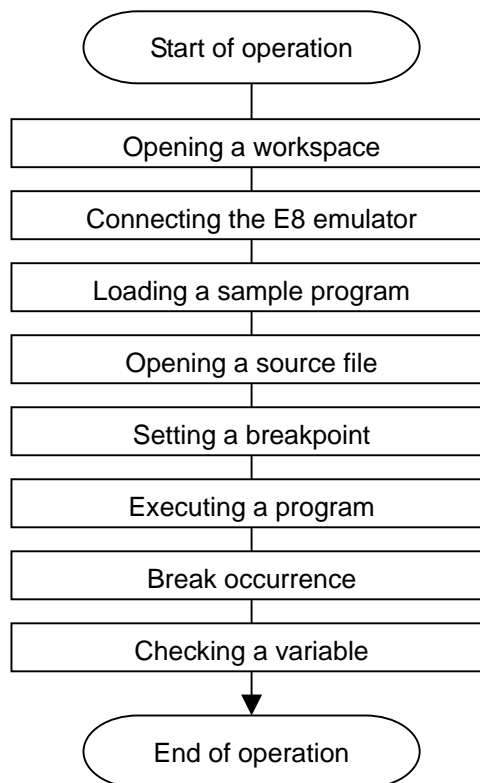 Start of operation
Opening a workspace
Connecting the E8 emulator
Loading a sample program
Opening a source file
Setting a breakpoint
Executing a program
Break occurrence
Checking a variable
End of operation